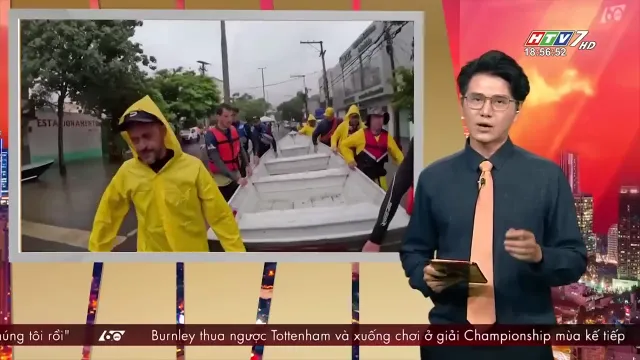 60
HTV7 HD
18:56:52
ESTACIONAMENTO
úng tôi rồi" 60 Burnley thua ngược Tottenham và xuống chơi ở giải Championship mùa kế tiếp